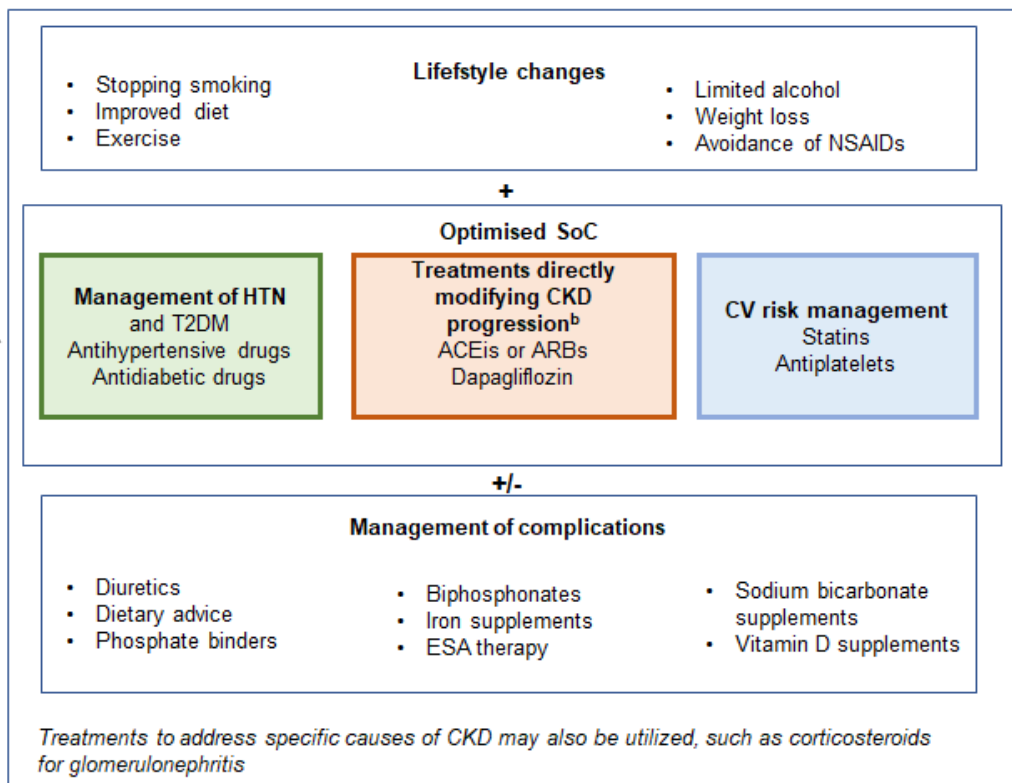 Lifefstyle changes
• Stopping smoking
• Improved diet
• Exercise
• Limited alcohol
• Weight loss
• Avoidance of NSAIDs
+
Optimised SoC
Management of HTN
and T2DM
Antihypertensive drugs
Antidiabetic drugs
Treatments directly
modifying CKD
progressionᵇ
ACEis or ARBs
Dapagliflozin
CV risk management
Statins
Antiplatelets
+/-
Management of complications
• Diuretics
• Dietary advice
• Phosphate binders
• Biphosphonates
• Iron supplements
• ESA therapy
• Sodium bicarbonate
supplements
• Vitamin D supplements
Treatments to address specific causes of CKD may also be utilized, such as corticosteroids
for glomerulonephritis